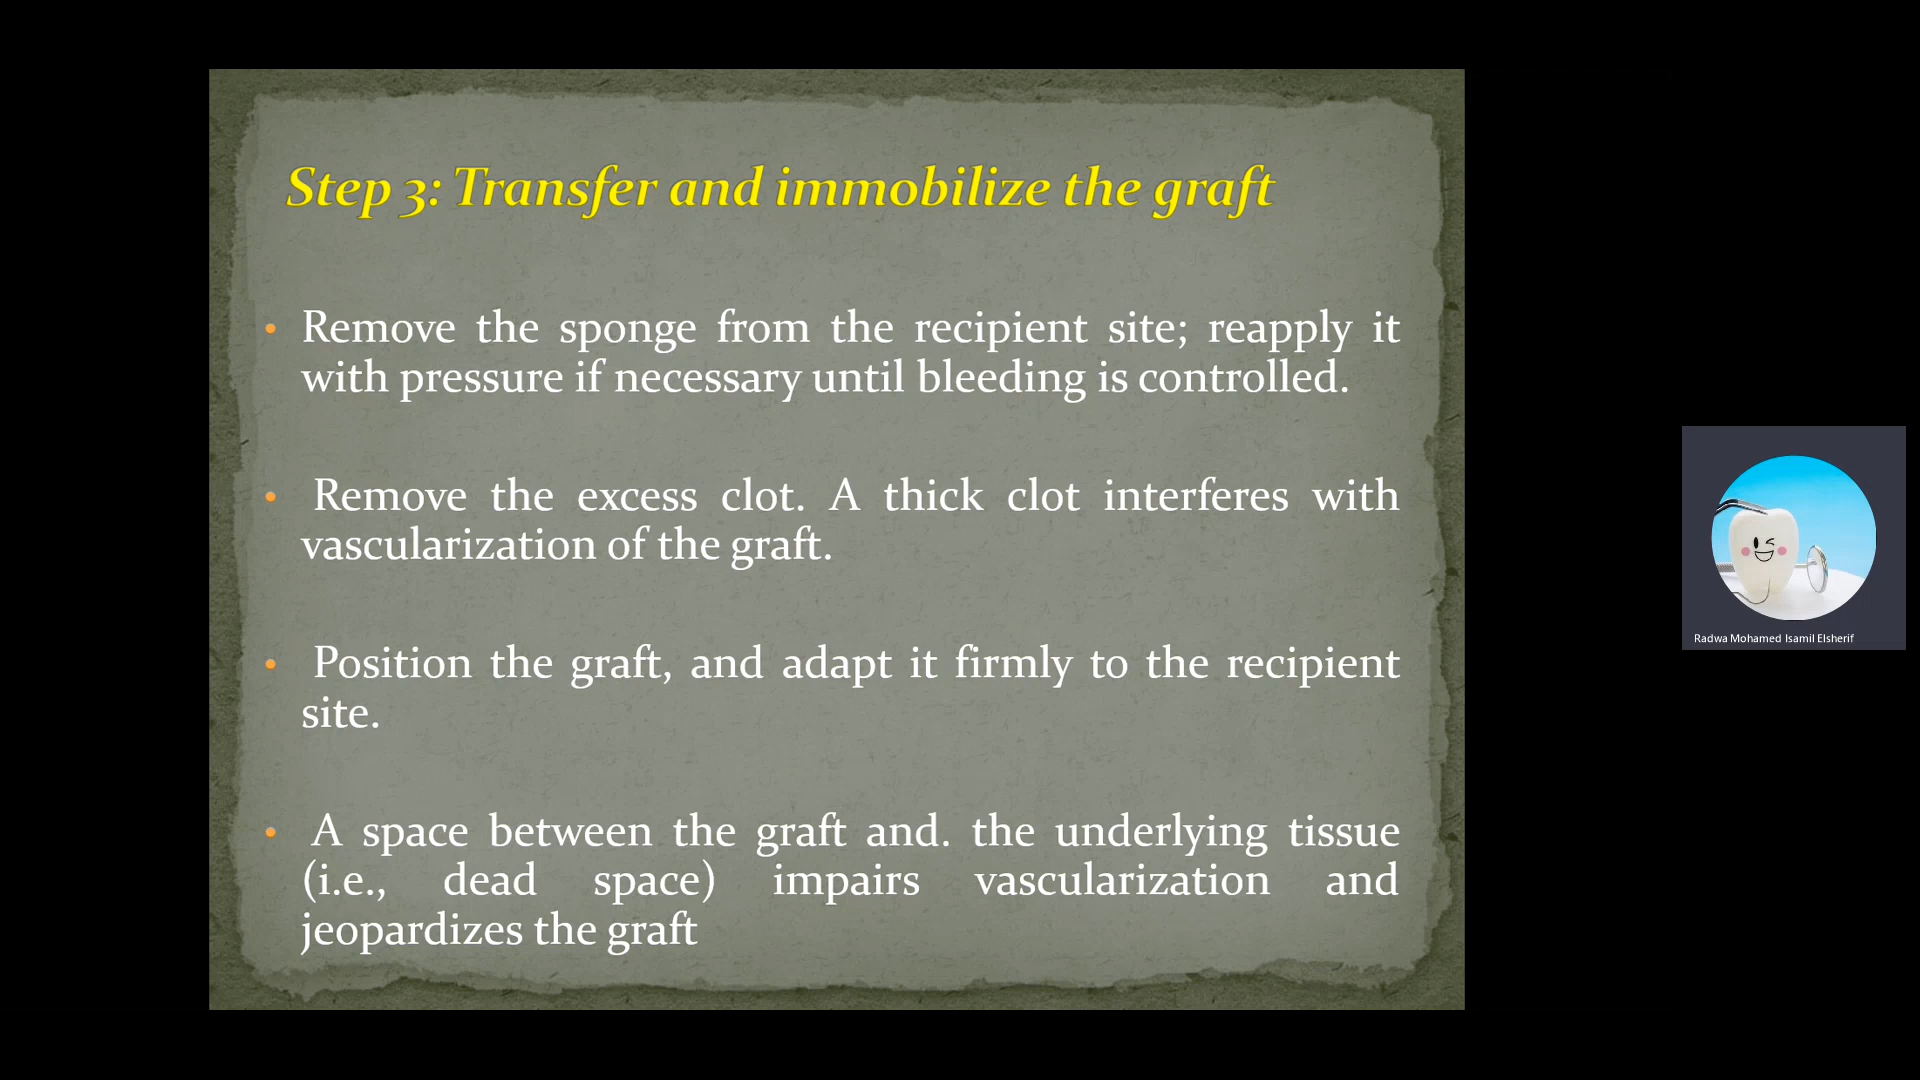 Step 3: Transfer and immobilize the graft
• Remove the sponge from the recipient site; reapply it
with pressure if necessary until bleeding is controlled.
• Remove the excess clot. A thick clot interferes with
vascularization of the graft.
• Position the graft, and adapt it firmly to the recipient
site.
• A space between the graft and. the underlying tissue
(i.e., dead space) impairs vascularization and
jeopardizes the graft
Radwa Mohamed Isamil Elsherif